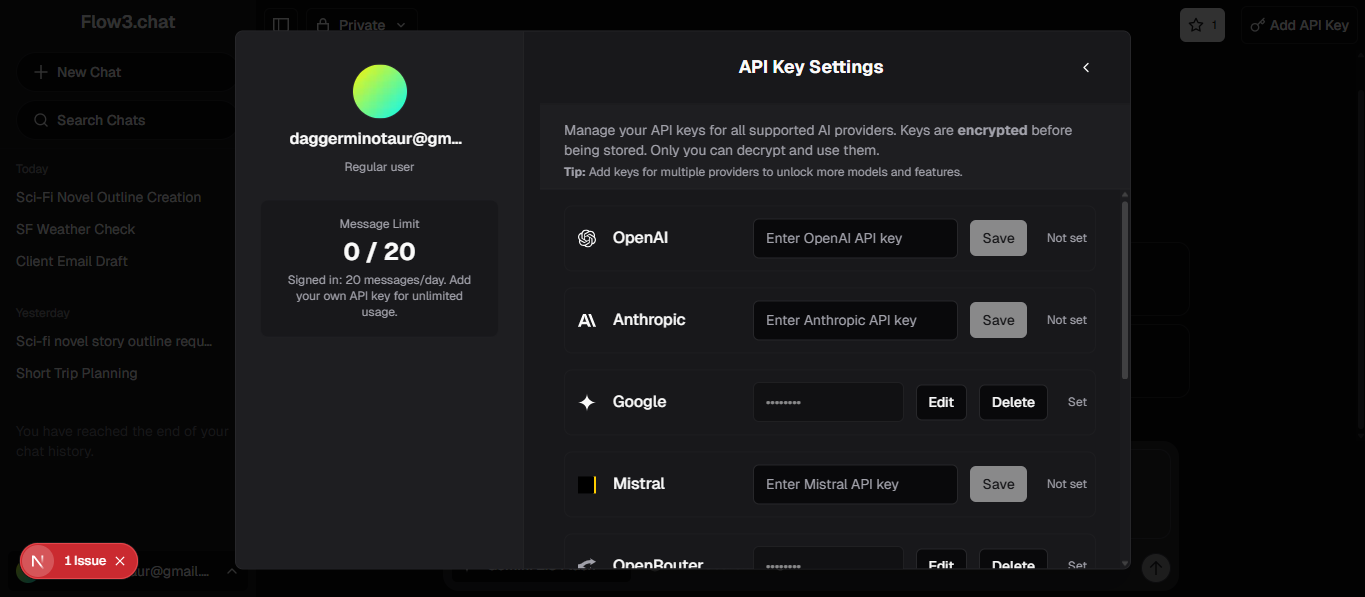 Flow3.chat
Private
1
Add API Key
New Chat
Search Chats
Today
Sci-Fi Novel Outline Creation
SF Weather Check
Client Email Draft
Yesterday
Sci-fi novel story outline requ...
Short Trip Planning
You have reached the end of your
chat history.
N 1 Issue
ur@gmail....
daggerminotaur@gm...
Regular user
Message Limit
0 / 20
Signed in: 20 messages/day. Add
your own API key for unlimited
usage.
API Key Settings
Manage your API keys for all supported AI providers. Keys are encrypted before
being stored. Only you can decrypt and use them.
Tip: Add keys for multiple providers to unlock more models and features.
OpenAI Enter OpenAI API key Save Not set
Anthropic Enter Anthropic API key Save Not set
Google •••••••• Edit Delete Set
Mistral Enter Mistral API key Save Not set
OpenRouter •••••••• Edit Delete Set